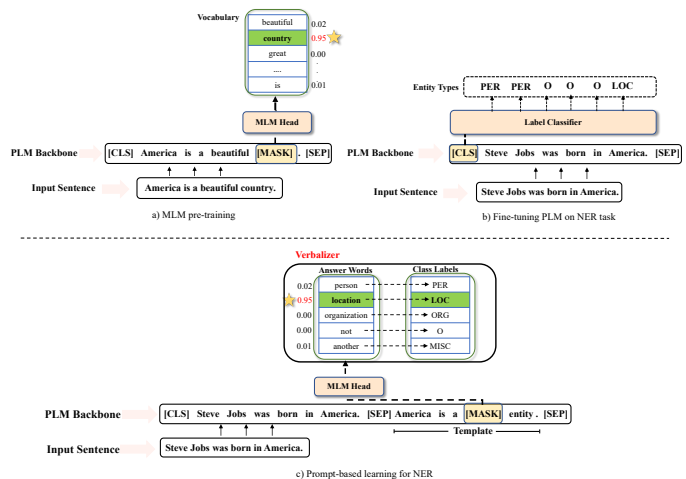 Vocabulary
beautiful 0.02
country 0.95
great 0.00
.... .
.
is 0.01
MLM Head
PLM Backbone [CLS] America is a beautiful [MASK] . [SEP]
Input Sentence America is a beautiful country.
a) MLM pre-training
Entity Types PER PER O O O LOC
Label Classifier
PLM Backbone [CLS] Steve Jobs was born in America. [SEP]
Input Sentence Steve Jobs was born in America.
b) Fine-tuning PLM on NER task
Verbalizer
Answer Words Class Labels
0.02 person PER
0.95 location LOC
0.00 organization ORG
0.00 not O
0.01 another MISC
MLM Head
PLM Backbone [CLS] Steve Jobs was born in America. [SEP] America is a [MASK] entity . [SEP]
Template
Input Sentence Steve Jobs was born in America.
c) Prompt-based learning for NER